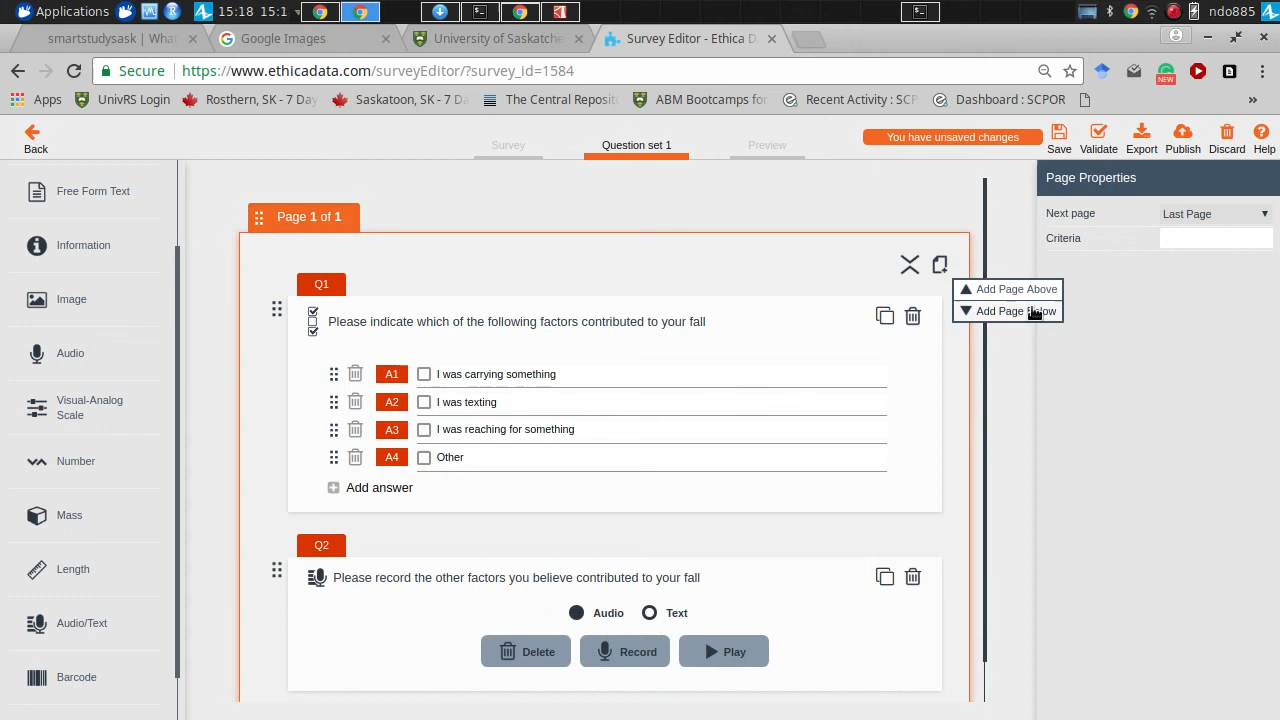 Applications 15:18 15:1 ndo885
smartstudysask | What
Google Images
University of Saskatche
Survey Editor - Ethica D
Secure https://www.ethicadata.com/surveyEditor/?survey_id=1584
NEW
Apps UnivRS Login Rosthern, SK - 7 Day Saskatoon, SK - 7 Da The Central Reposit ABM Bootcamps for Recent Activity : SCP Dashboard : SCPOR »
Back
Survey
Question set 1
Preview
You have unsaved changes
Save Validate Export Publish Discard Help
Free Form Text
Information
Image
Audio
Visual-Analog
Scale
Number
Mass
Length
Audio/Text
Barcode
Page 1 of 1
Q1
Please indicate which of the following factors contributed to your fall
A1 I was carrying something
A2 I was texting
A3 I was reaching for something
A4 Other
Add answer
Q2
Please record the other factors you believe contributed to your fall
Audio Text
Delete Record Play
Add Page Above
Add Page
Page Properties
Next page Last Page
Criteria